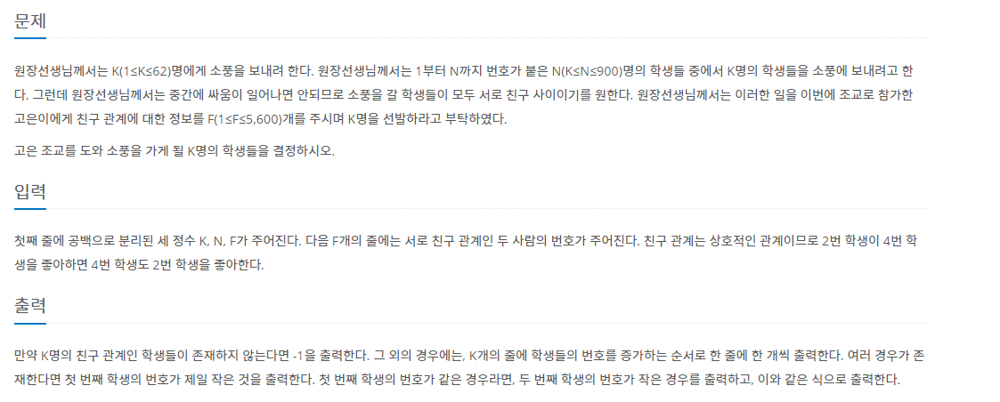 문제
원장선생님께서는 K(1≤K≤62)명에게 소풍을 보내려 한다. 원장선생님께서는 1부터 N까지 번호가 붙은 N(K≤N≤900)명의 학생들 중에서 K명의 학생들을 소풍에 보내려고 한
다. 그런데 원장선생님께서는 중간에 싸움이 일어나면 안되므로 소풍을 갈 학생들이 모두 서로 친구 사이이기를 원한다. 원장선생님께서는 이러한 일을 이번에 조교로 참가한
고은이에게 친구 관계에 대한 정보를 F(1≤F≤5,600)개를 주시며 K명을 선발하라고 부탁하였다.
고은 조교를 도와 소풍을 가게 될 K명의 학생들을 결정하시오.
입력
첫째 줄에 공백으로 분리된 세 정수 K, N, F가 주어진다. 다음 F개의 줄에는 서로 친구 관계인 두 사람의 번호가 주어진다. 친구 관계는 상호적인 관계이므로 2번 학생이 4번 학
생을 좋아하면 4번 학생도 2번 학생을 좋아한다.
출력
만약 K명의 친구 관계인 학생들이 존재하지 않는다면 -1을 출력한다. 그 외의 경우에는, K개의 줄에 학생들의 번호를 증가하는 순서로 한 줄에 한 개씩 출력한다. 여러 경우가 존
재한다면 첫 번째 학생의 번호가 제일 작은 것을 출력한다. 첫 번째 학생의 번호가 같은 경우라면, 두 번째 학생의 번호가 작은 경우를 출력하고, 이와 같은 식으로 출력한다.